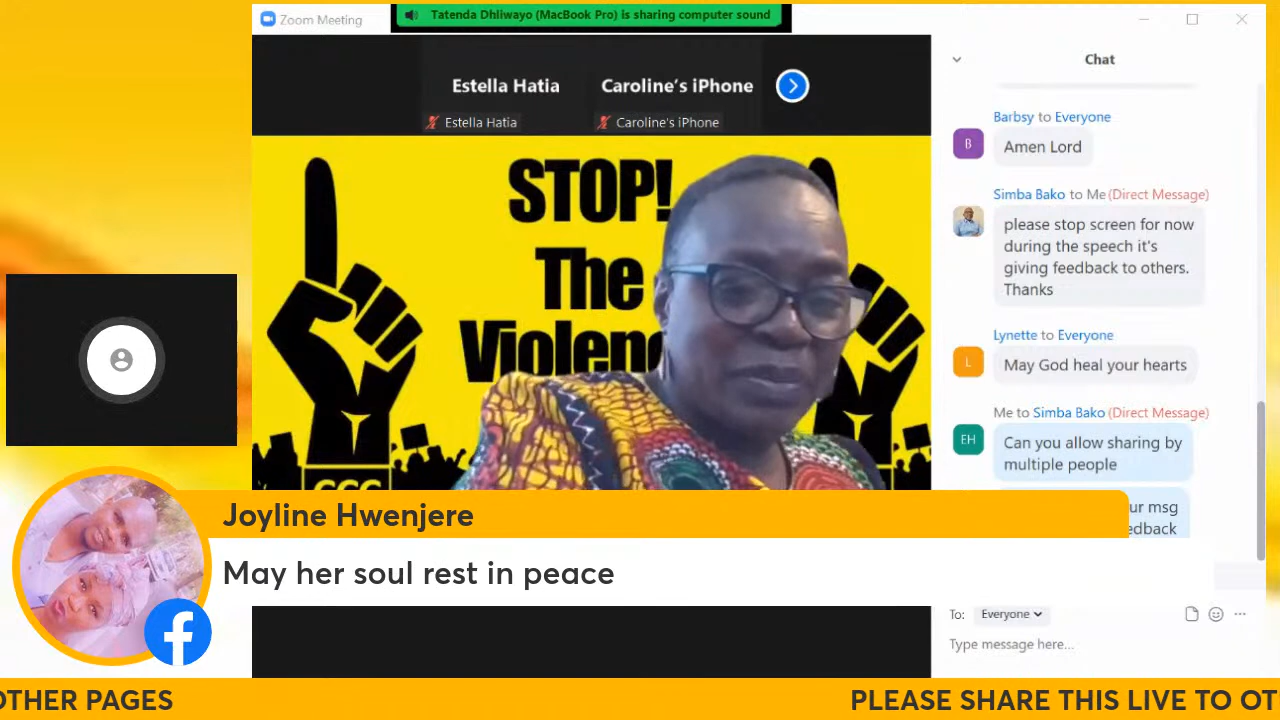 Zoom Meeting
Tatenda Dhliwayo (MacBook Pro) is sharing computer sound
Estella Hatia
Caroline's iPhone
Estella Hatia
Caroline's iPhone
STOP!
The
Violen
Chat
Barbsy to Everyone
B
Amen Lord
Simba Bako to Me (Direct Message)
please stop screen for now
during the speech it's
giving feedback to others.
Thanks
Lynette to Everyone
L
May God heal your hearts
Me to Simba Bako (Direct Message)
EH
Can you allow sharing by
multiple people
ur msg
edback
To: Everyone
Type message here...
Joyline Hwenjere
May her soul rest in peace
OTHER PAGES
PLEASE SHARE THIS LIVE TO OT